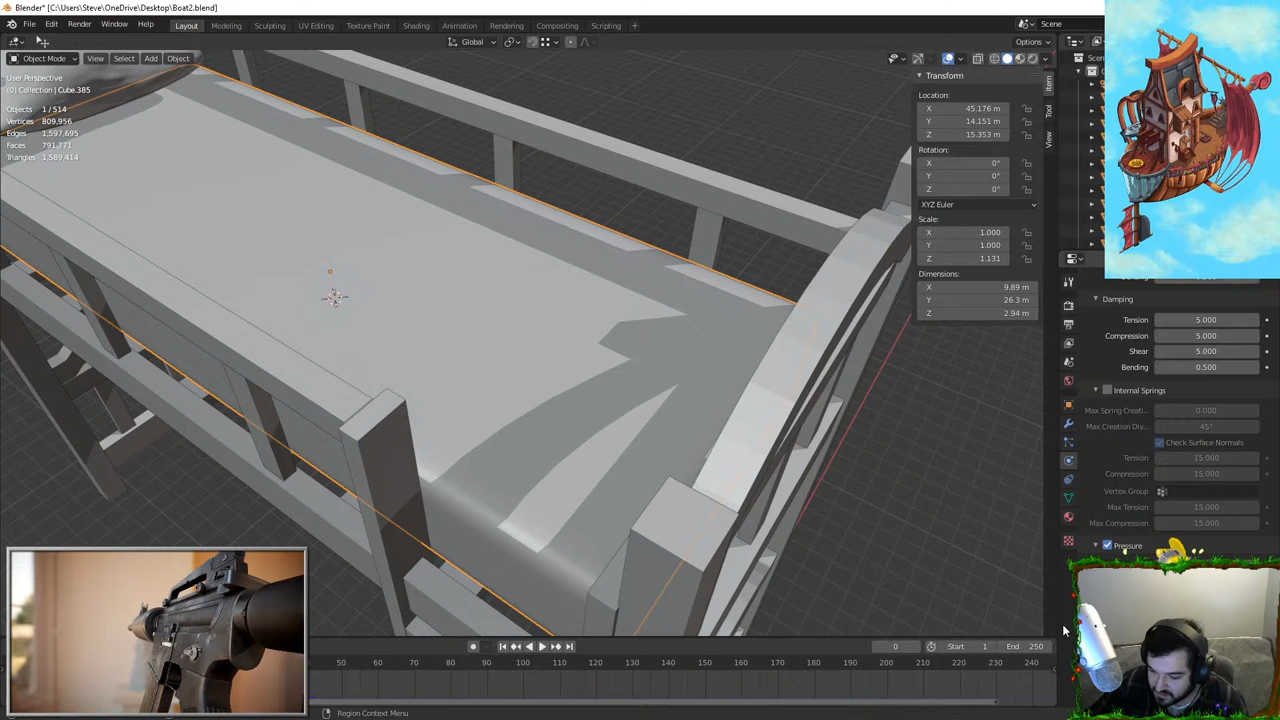 Blender* [C:\Users\Steve\OneDrive\Desktop\Boat2.blend]
File Edit Render Window Help Layout Modeling Sculpting UV Editing Texture Paint Shading Animation Rendering Compositing Scripting Scene
Global Options
Object Mode View Select Add Object
User Perspective
(0) Collection | Cube.385
Objects 1 / 514
Vertices 809,956
Edges 1,597,695
Faces 791,771
Triangles 1,589,414
Transform
Location:
X 45.176 m
Y 14.151 m
Z 15.353 m
Rotation:
X 0°
Y 0°
Z 0°
XYZ Euler
Scale:
X 1.000
Y 1.000
Z 1.131
Dimensions:
X 9.89 m
Y 26.3 m
Z 2.94 m
Item
Tool
View
Damping
Tension 5.000
Compression 5.000
Shear 5.000
Bending 0.500
Internal Springs
Max Spring Creati.. 0.000
Max Creation Div.. 45°
Check Surface Normals
Tension 15.000
Compression 15.000
Vertex Group
Max Tension 15.000
Max Compression 15.000
Pressure
0 Start 1 End 250
50 60 70 80 90 100 110 120 130 140 150 160 170 180 190 200 210 220 230 240
Region Context Menu